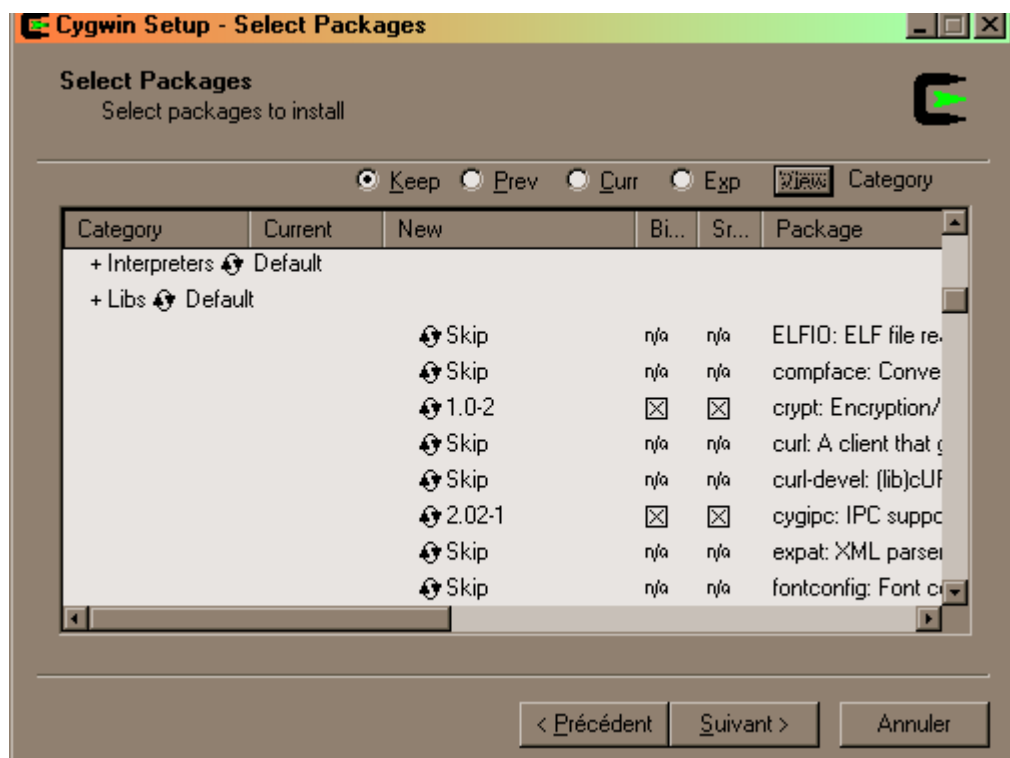 Cygwin Setup - Select Packages
Select Packages
Select packages to install
Keep Prev Curr Exp View Category
Category Current New Bi... Sr... Package
+ Interpreters Default
+ Libs Default
Skip n/a n/a ELFIO: ELF file re
Skip n/a n/a compface: Conve
1.0-2 crypt: Encryption/
Skip n/a n/a curl: A client that
Skip n/a n/a curl-devel: (lib)cU
2.02-1 cygipc: IPC suppo
Skip n/a n/a expat: XML parser
Skip n/a n/a fontconfig: Font c
< Précédent Suivant > Annuler